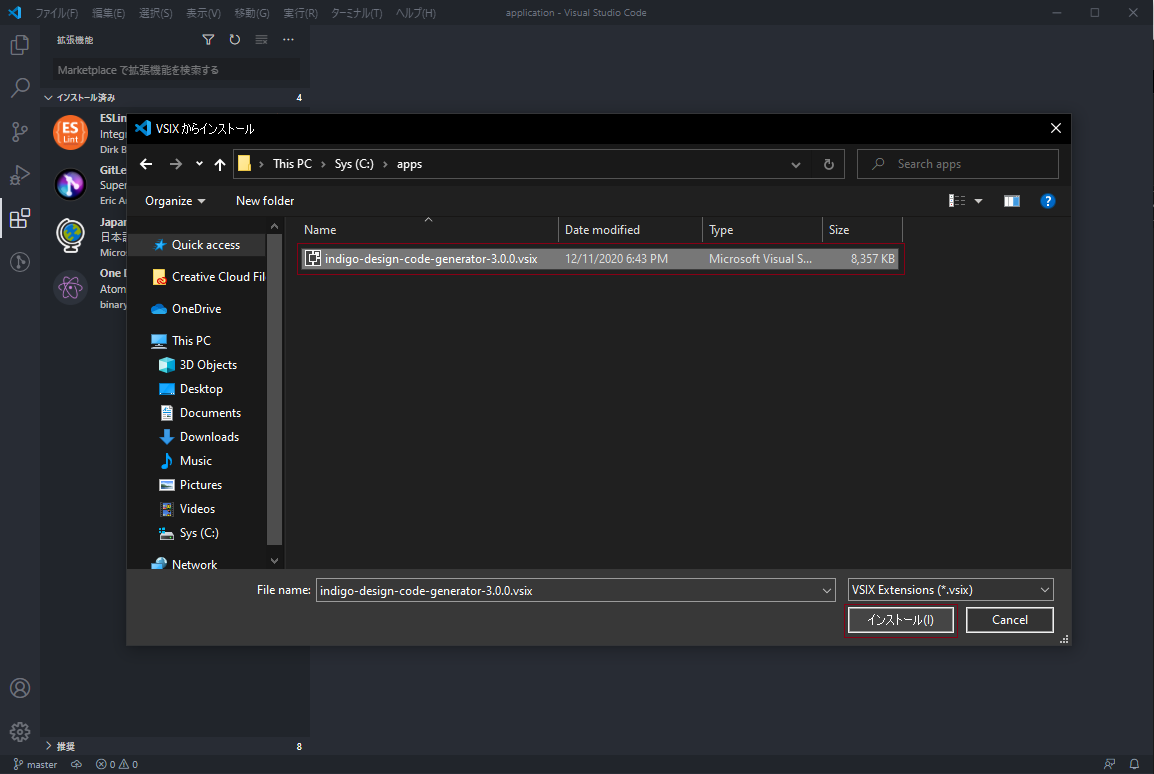 ファイル(F) 編集(E) 選択(S) 表示(V) 移動(G) 実行(R) ターミナル(T) ヘルプ(H) application - Visual Studio Code
拡張機能
Marketplace で拡張機能を検索する
インストール済み 4
ES Lint
ESLin
Integ
Dirk B
GitLe
Super
Eric A
Japan
日本語
Micros
One D
Atom
binary
VSIX からインストール
This PC Sys (C:) apps
Search apps
Organize New folder
Name Date modified Type Size
indigo-design-code-generator-3.0.0.vsix 12/11/2020 6:43 PM Microsoft Visual S... 8,357 KB
Quick access
Creative Cloud Fil
OneDrive
This PC
3D Objects
Desktop
Documents
Downloads
Music
Pictures
Videos
Sys (C:)
Network
File name: indigo-design-code-generator-3.0.0.vsix VSIX Extensions (*.vsix)
インストール(I) Cancel
推奨 8
master 0 0